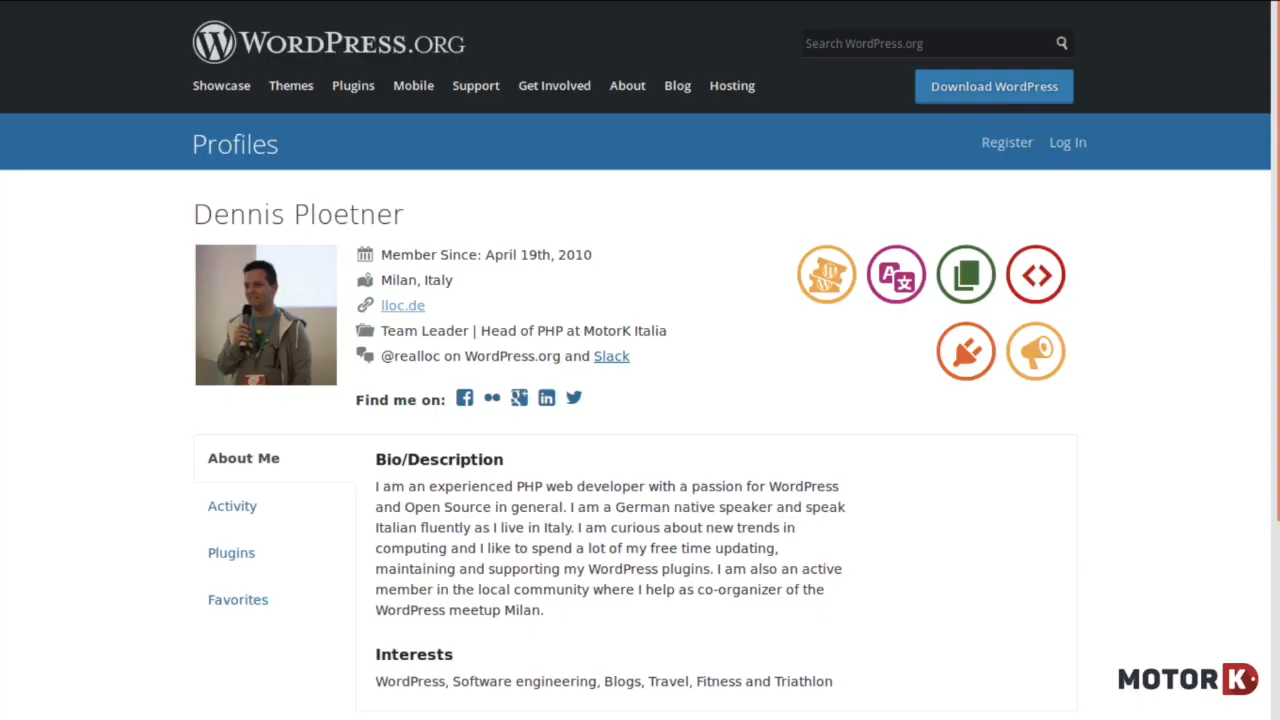 WORDPRESS.ORG
Search WordPress.org
Showcase Themes Plugins Mobile Support Get Involved About Blog Hosting
Download WordPress
Profiles
Register Log In
Dennis Ploetner
Member Since: April 19th, 2010
Milan, Italy
lloc.de
Team Leader | Head of PHP at MotorK Italia
@realloc on WordPress.org and Slack
Find me on:
About Me
Activity
Plugins
Favorites
Bio/Description
I am an experienced PHP web developer with a passion for WordPress
and Open Source in general. I am a German native speaker and speak
Italian fluently as I live in Italy. I am curious about new trends in
computing and I like to spend a lot of my free time updating,
maintaining and supporting my WordPress plugins. I am also an active
member in the local community where I help as co-organizer of the
WordPress meetup Milan.
Interests
WordPress, Software engineering, Blogs, Travel, Fitness and Triathlon
MOTORK